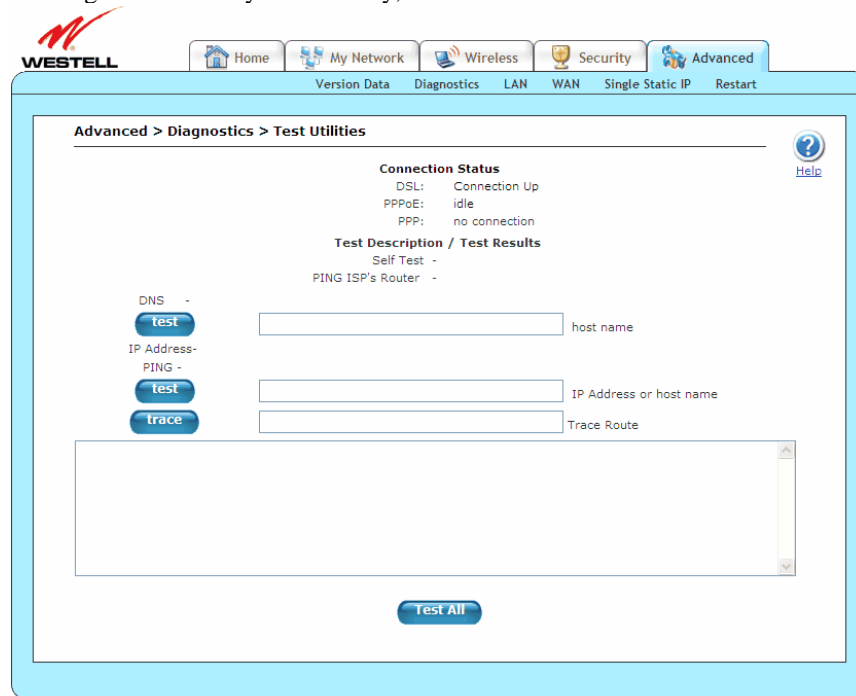 WESTELL
Home My Network Wireless Security Advanced
Version Data Diagnostics LAN WAN Single Static IP Restart
Advanced > Diagnostics > Test Utilities
Help
Connection Status
DSL: Connection Up
PPPoE: idle
PPP: no connection
Test Description / Test Results
Self Test -
PING ISP's Router -
DNS -
test host name
IP Address-
PING -
test IP Address or host name
trace Trace Route
Test All